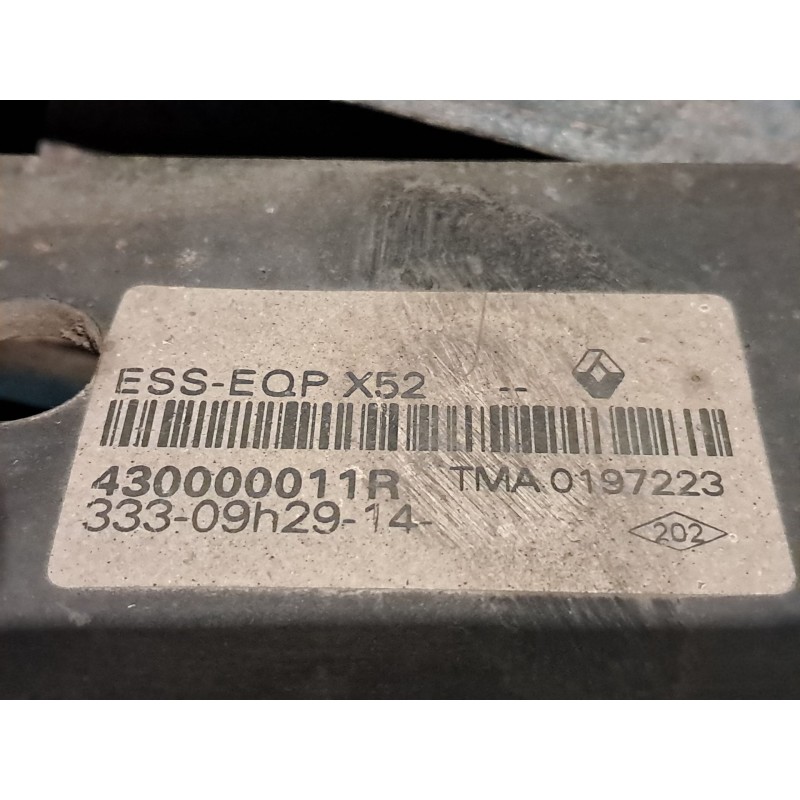 ESS-EQP X52 --
430000011R TMA 0197223
333-09h29-14-
202